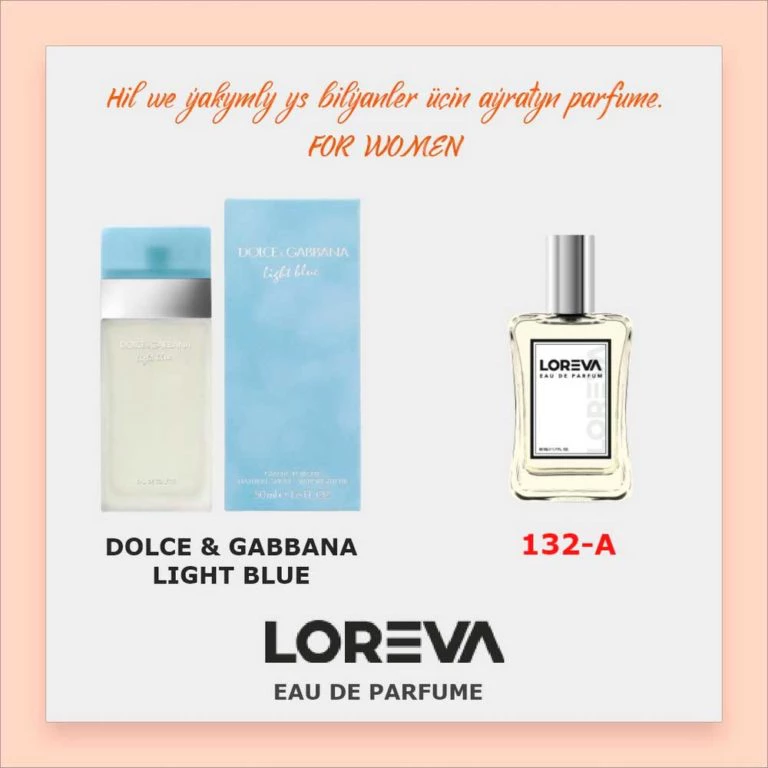 Hil we ýakymly ys bilýanler üçin aýratyn parfume.
FOR WOMEN
DOLCE & GABBANA
light blue
DOLCE & GABBANA
light blue
LOREVA
EAU DE PARFUM
LOREVA
DOLCE & GABBANA
LIGHT BLUE
132-A
LOREVA
EAU DE PARFUME